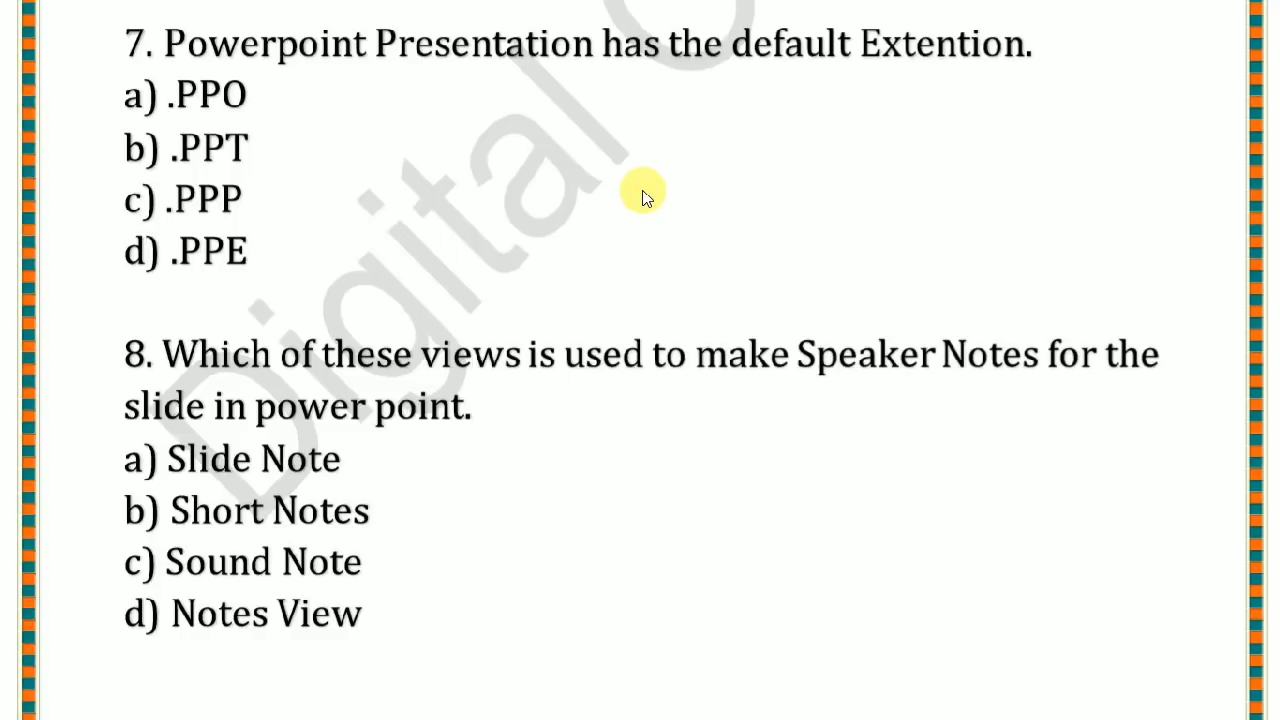 7. Powerpoint Presentation has the default Extention.
a) .PPO
b) .PPT
c) .PPP
d) .PPE
8. Which of these views is used to make Speaker Notes for the
slide in power point.
a) Slide Note
b) Short Notes
c) Sound Note
d) Notes View
Digital